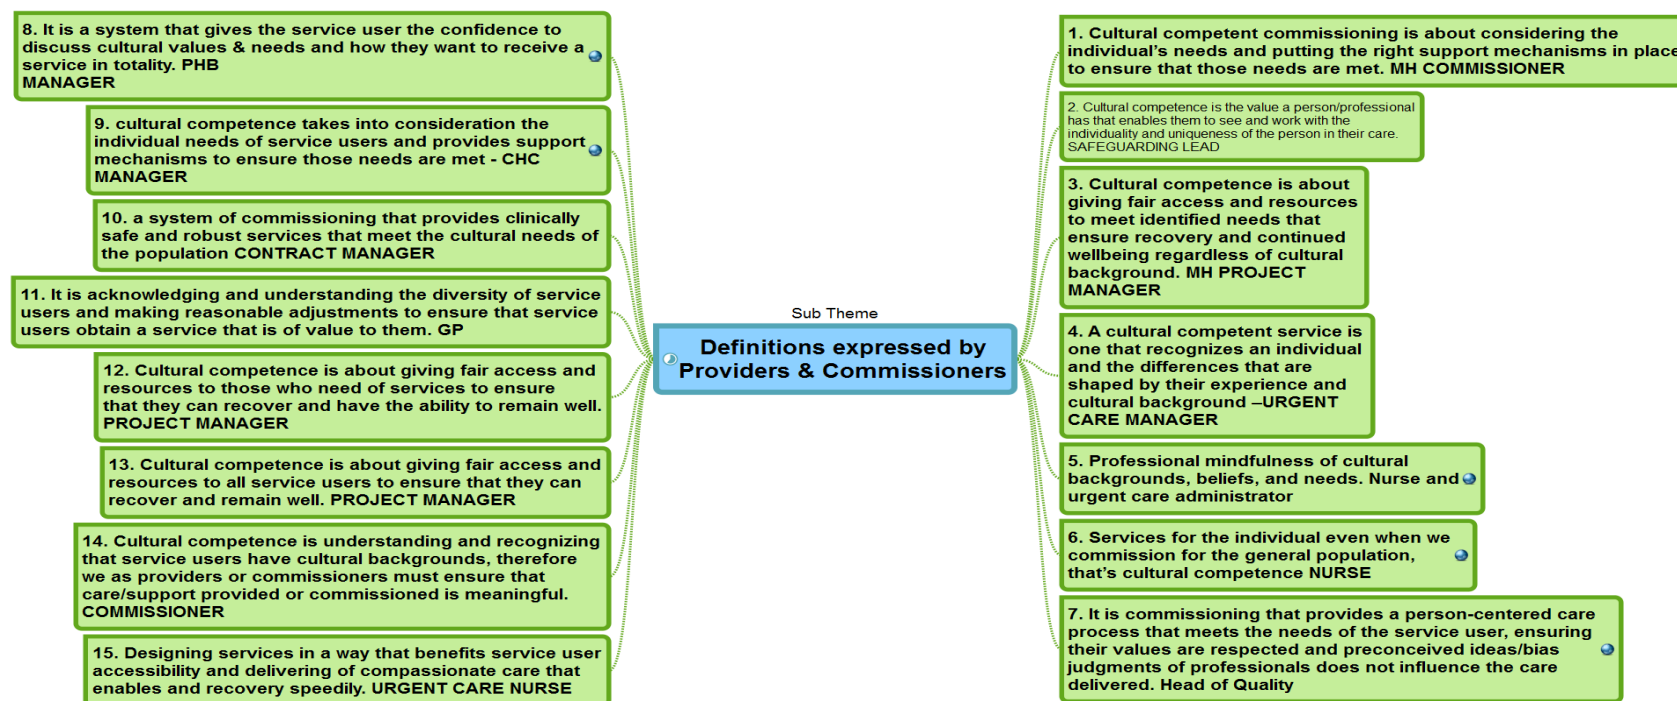 8. It is a system that gives the service user the confidence to
discuss cultural values & needs and how they want to receive a
service in totality. PHB
MANAGER
9. cultural competence takes into consideration the
individual needs of service users and provides support
mechanisms to ensure those needs are met - CHC
MANAGER
10. a system of commissioning that provides clinically
safe and robust services that meet the cultural needs of
the population CONTRACT MANAGER
11. It is acknowledging and understanding the diversity of service
users and making reasonable adjustments to ensure that service
users obtain a service that is of value to them. GP
12. Cultural competence is about giving fair access and
resources to those who need of services to ensure
that they can recover and have the ability to remain well.
PROJECT MANAGER
13. Cultural competence is about giving fair access and
resources to all service users to ensure that they can
recover and remain well. PROJECT MANAGER
14. Cultural competence is understanding and recognizing
that service users have cultural backgrounds, therefore
we as providers or commissioners must ensure that
care/support provided or commissioned is meaningful.
COMMISSIONER
15. Designing services in a way that benefits service user
accessibility and delivering of compassionate care that
enables and recovery speedily. URGENT CARE NURSE
Sub Theme
Definitions expressed by
Providers & Commissioners
1. Cultural competent commissioning is about considering the
individual's needs and putting the right support mechanisms in place
to ensure that those needs are met. MH COMMISSIONER
2. Cultural competence is the value a person/professional
has that enables them to see and work with the
individuality and uniqueness of the person in their care.
SAFEGUARDING LEAD
3. Cultural competence is about
giving fair access and resources
to meet identified needs that
ensure recovery and continued
wellbeing regardless of cultural
background. MH PROJECT
MANAGER
4. A cultural competent service is
one that recognizes an individual
and the differences that are
shaped by their experience and
cultural background –URGENT
CARE MANAGER
5. Professional mindfulness of cultural
backgrounds, beliefs, and needs. Nurse and
urgent care administrator
6. Services for the individual even when we
commission for the general population,
that's cultural competence NURSE
7. It is commissioning that provides a person-centered care
process that meets the needs of the service user, ensuring
their values are respected and preconceived ideas/bias
judgments of professionals does not influence the care
delivered. Head of Quality